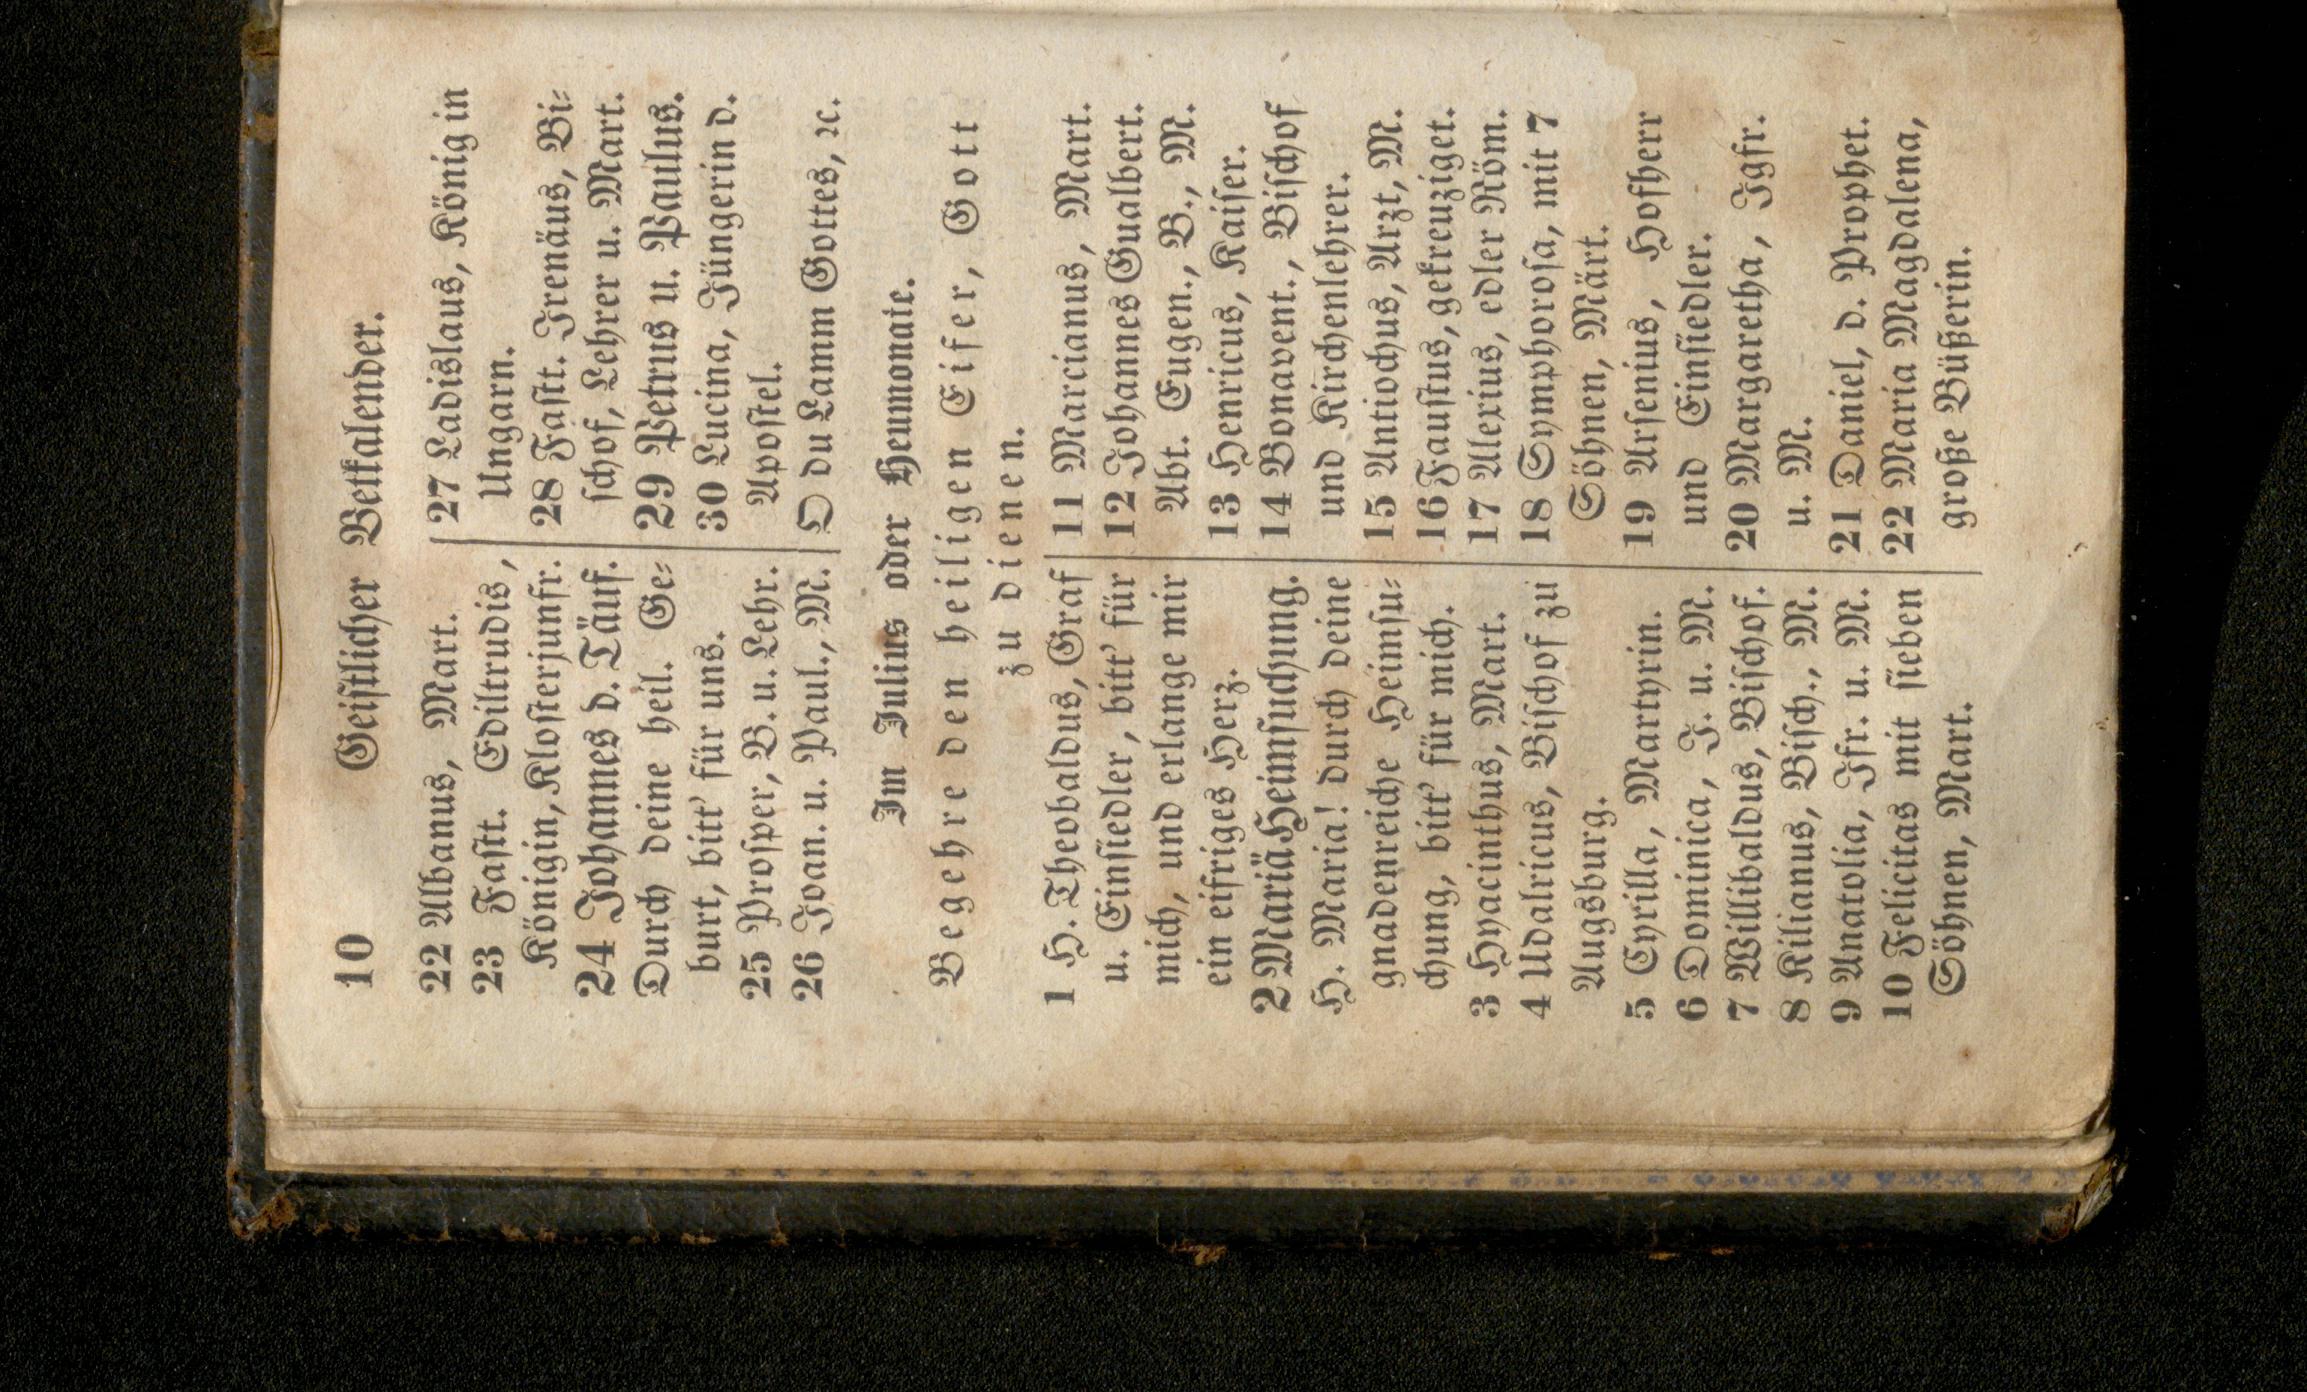 10 Geistlicher Betkalender.
22 Albanus, Mart.
23 Fastt. Ediltrudis,
Königin, Klosterjunfr.
24 Johannes d. Täuf.
Durch deine heil. Ge⸗
burt, bitt' für uns.
25 Prosper, B. u. Lehr.
26 Joan. u. Paul., M.
27 Ladislaus, König in
Ungarn.
28 Fastt. Irenäus, Bi⸗
schof, Lehrer u. Mart.
29 Petrus u. Paulus.
30 Lucina, Jüngerin d.
Apostel.
O du Lamm Gottes, ꝛc.
Im Julius oder Heumonate.
Begehre den heiligen Eifer, Gott
zu dienen.
1 H. Theobaldus, Graf
u. Einsiedler, bitt' für
mich, und erlange mir
ein eifriges Herz.
2 Mariä Heimsuchung.
H. Maria! durch deine
gnadenreiche Heimsu⸗
chung, bitt' für mich.
3 Hyacinthus, Mart.
4 Udalricus, Bischof zu
Augsburg.
5 Cyrilla, Martyrin.
6 Dominica, J. u. M.
7 Willibaldus, Bischof.
8 Kilianus, Bisch., M.
9 Anatolia, Jfr. u. M.
10 Felicitas mit sieben
Söhnen, Mart.
11 Marcianus, Mart.
12 Johannes Gualbert.
Abt. Eugen., B., M.
13 Henricus, Kaiser.
14 Bonavent., Bischof
und Kirchenlehrer.
15 Antiochus, Arzt, M.
16 Faustus, gekreuziget.
17 Alexius, edler Röm.
18 Symphorosa, mit 7
Söhnen, Märt.
19 Arsenius, Hofherr
und Einsiedler.
20 Margaretha, Jgfr.
u. M.
21 Daniel, d. Prophet.
22 Maria Magdalena,
große Büßerin.